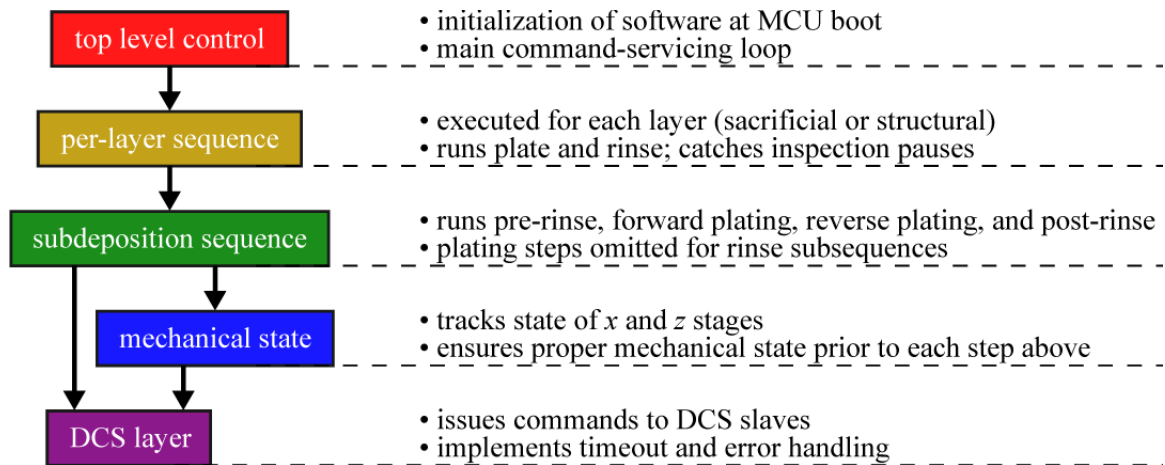 top level control
• initialization of software at MCU boot
• main command-servicing loop
per-layer sequence
• executed for each layer (sacrificial or structural)
• runs plate and rinse; catches inspection pauses
subdeposition sequence
• runs pre-rinse, forward plating, reverse plating, and post-rinse
• plating steps omitted for rinse subsequences
mechanical state
• tracks state of x and z stages
• ensures proper mechanical state prior to each step above
DCS layer
• issues commands to DCS slaves
• implements timeout and error handling